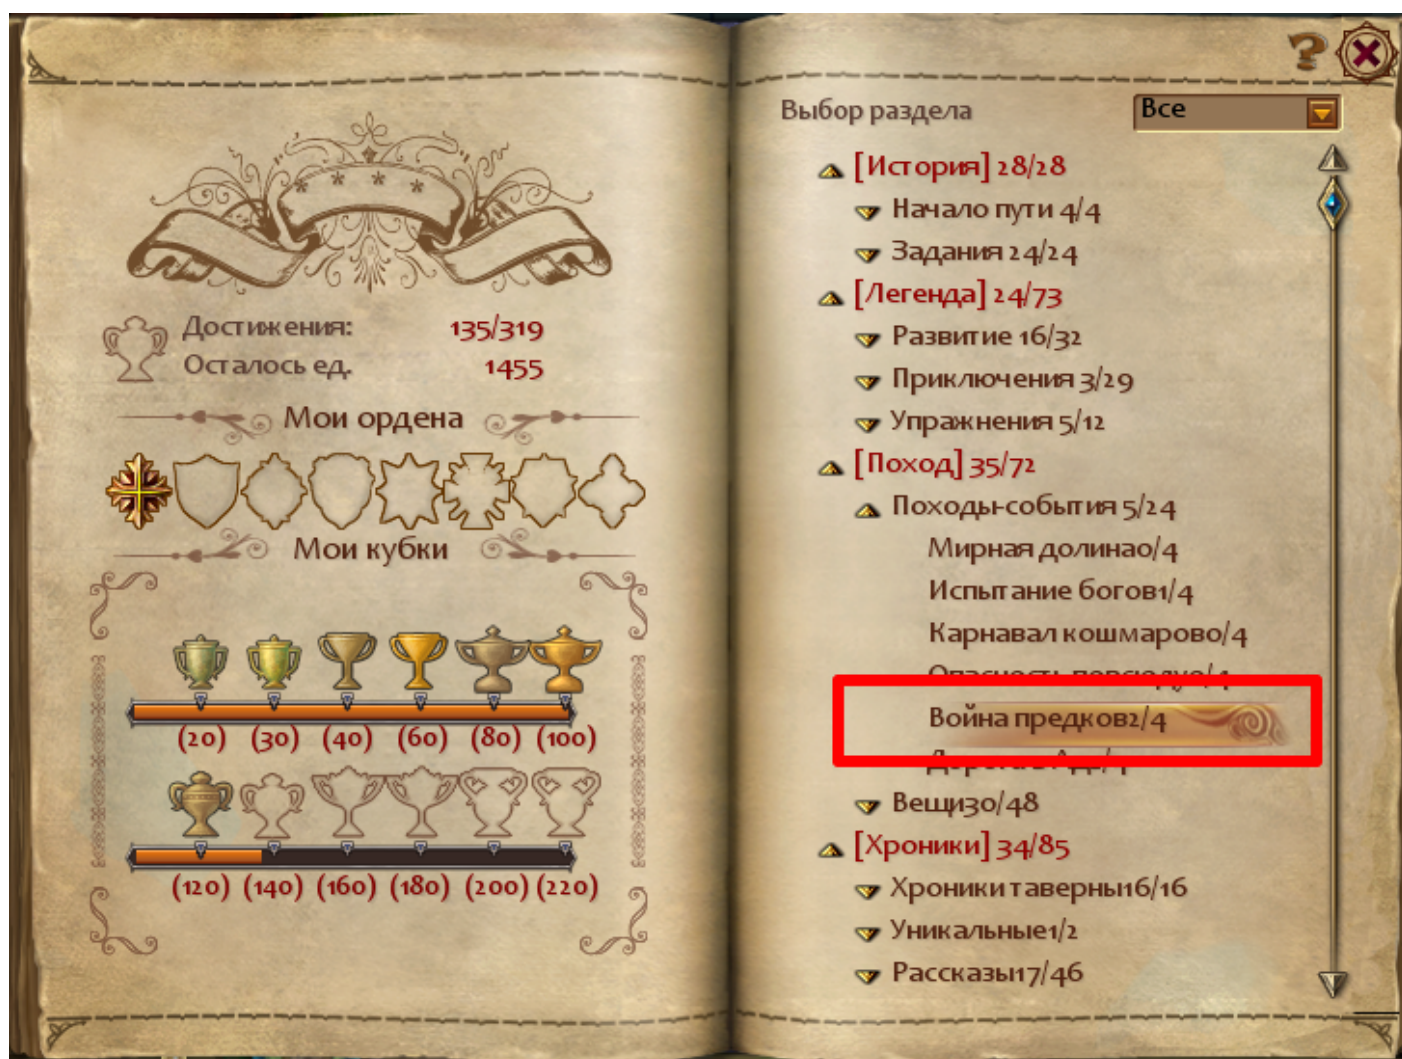 * * * *
Достижения: 135/319
Осталось ед. 1455
Мои ордена
Мои кубки
(20) (30) (40) (60) (80) (100)
(120) (140) (160) (180) (200) (220)
Выбор раздела Все
[История] 28/28
Начало пути 4/4
Задания 24/24
[Легенда] 24/73
Развитие 16/32
Приключения 3/29
Упражнения 5/12
[Поход] 35/72
Походы-события 5/24
Мирная долина0/4
Испытание богов1/4
Карнавал кошмаров0/4
Война предков2/4
Вещи30/48
[Хроники] 34/85
Хроники таверны16/16
Уникальные1/2
Рассказы17/46